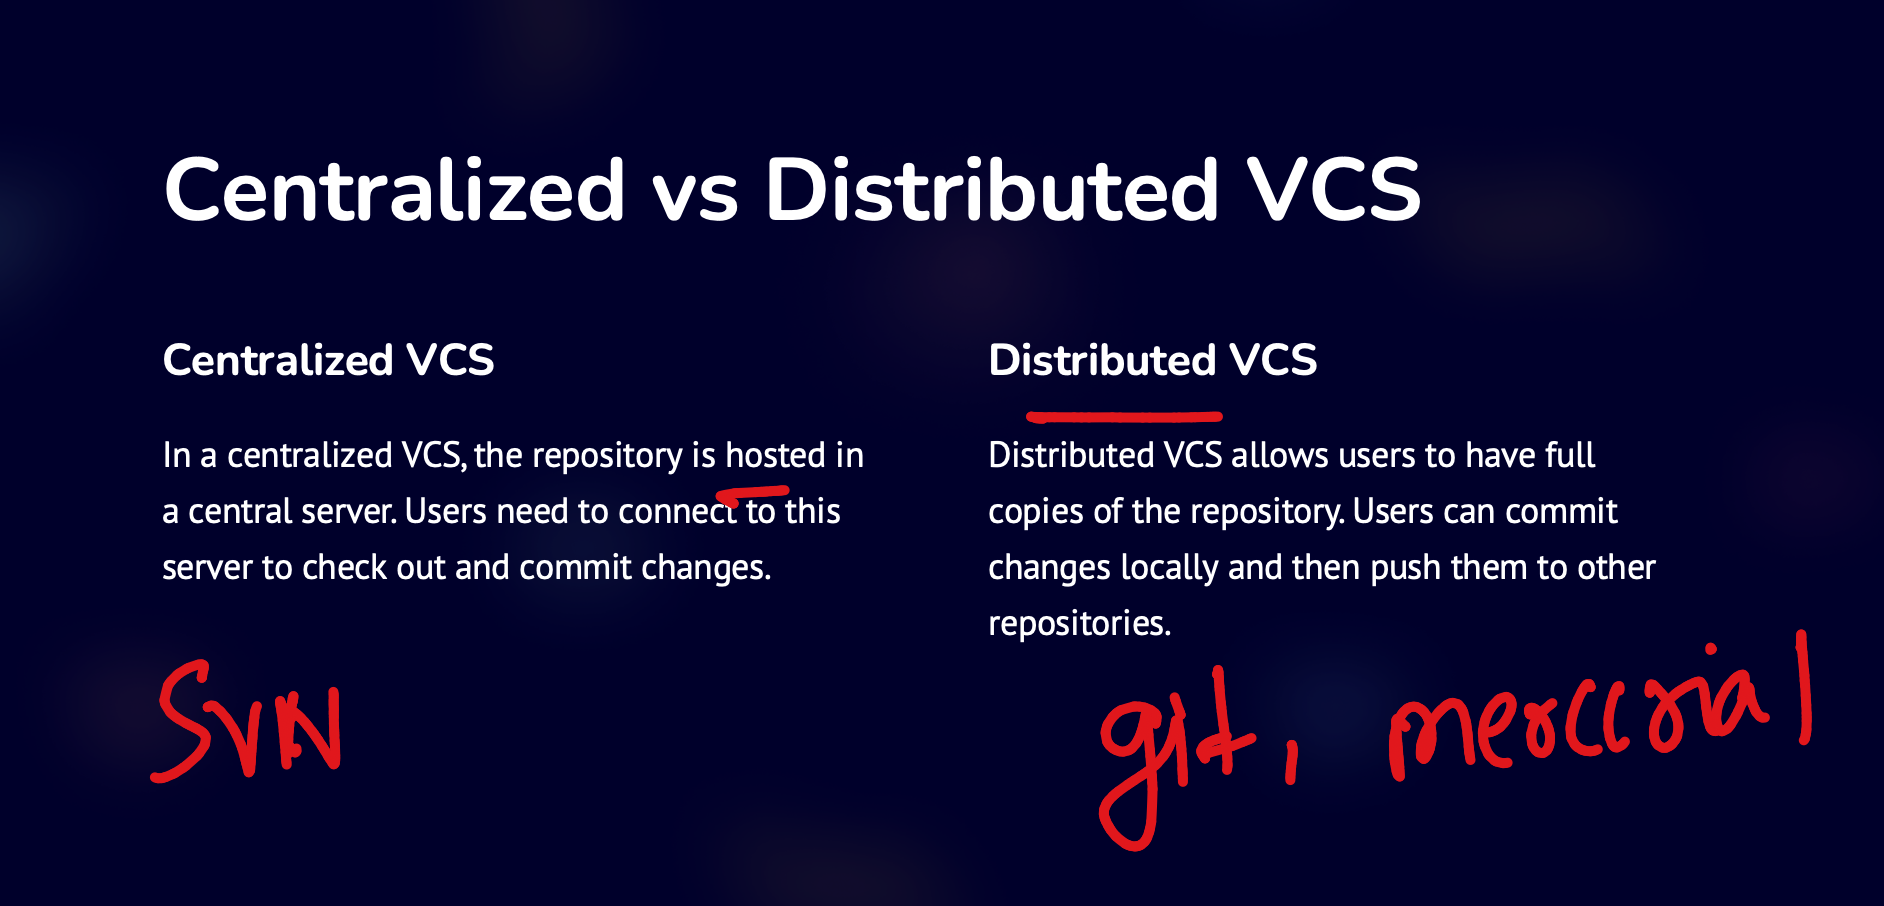 Centralized vs Distributed VCS
Centralized VCS
In a centralized VCS, the repository is hosted in
a central server. Users need to connect to this
server to check out and commit changes.
SVN
Distributed VCS
Distributed VCS allows users to have full
copies of the repository. Users can commit
changes locally and then push them to other
repositories.
git, mercurial